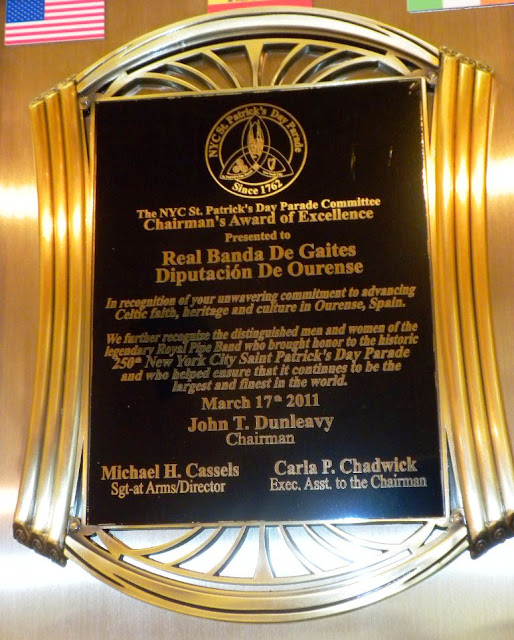 NYC St. Patrick's Day Parade
Since 1762
The NYC St. Patrick's Day Parade Committee
Chairman's Award of Excellence
Presented to
Real Banda De Gaites
Diputación De Ourense
In recognition of your unwavering commitment to advancing
Celtic faith, heritage and culture in Ourense, Spain.
We further recognize the distinguished men and women of the
legendary Royal Pipe Band who brought honor to the historic
250th New York City Saint Patrick's Day Parade
and who helped ensure that it continues to be the
largest and finest in the world.
March 17th 2011
John T. Dunleavy
Chairman
Michael H. Cassels
Sgt-at Arms/Director
Carla P. Chadwick
Exec. Asst. to the Chairman